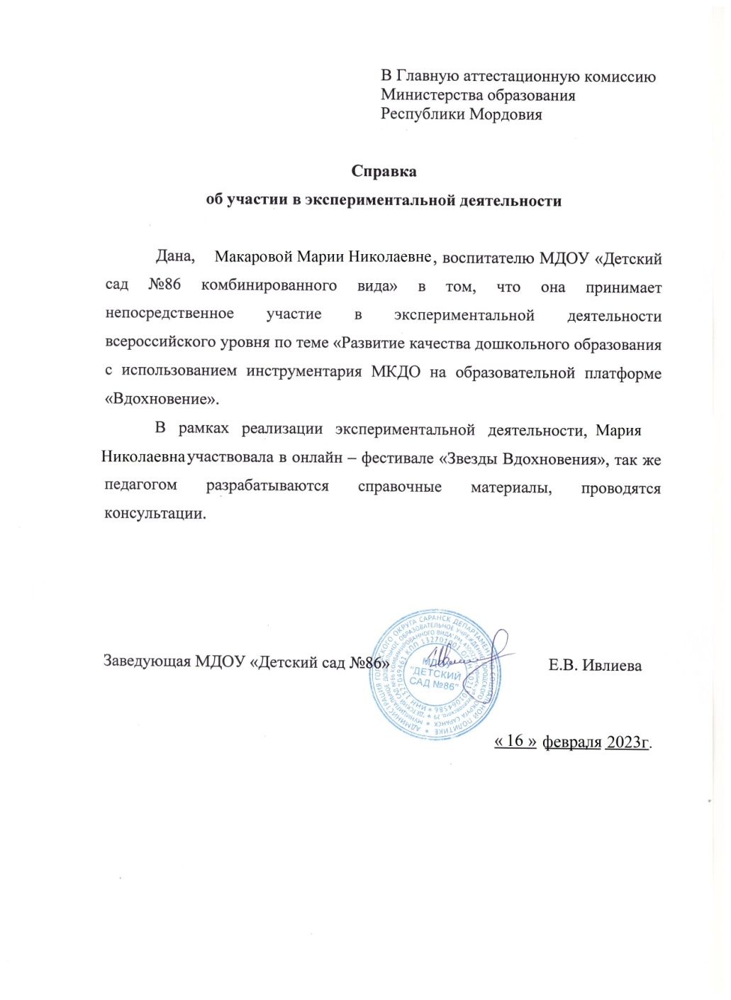 В Главную аттестационную комиссию
Министерства образования
Республики Мордовия
Справка
об участии в экспериментальной деятельности
Дана, Макаровой Марии Николаевне, воспитателю МДОУ «Детский
сад №86 комбинированного вида» в том, что она принимает
непосредственное участие в экспериментальной деятельности
всероссийского уровня по теме «Развитие качества дошкольного образования
с использованием инструментария МКДО на образовательной платформе
«Вдохновение».
В рамках реализации экспериментальной деятельности, Мария
Николаевна участвовала в онлайн – фестивале «Звезды Вдохновения», так же
педагогом разрабатываются справочные материалы, проводятся
консультации.
Заведующая МДОУ «Детский сад №86»
Е.В. Ивлиева
МДОУ
"ДЕТСКИЙ
САД №86"
« 16 » февраля 2023г.